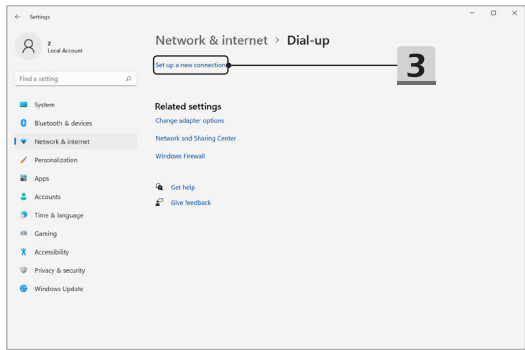 Settings
z
Local Account
Find a setting
System
Bluetooth & devices
Network & internet
Personalization
Apps
Accounts
Time & language
Gaming
Accessibility
Privacy & security
Windows Update
Network & internet > Dial-up
Set up a new connection
3
Related settings
Change adapter options
Network and Sharing Center
Windows Firewall
Get help
Give feedback